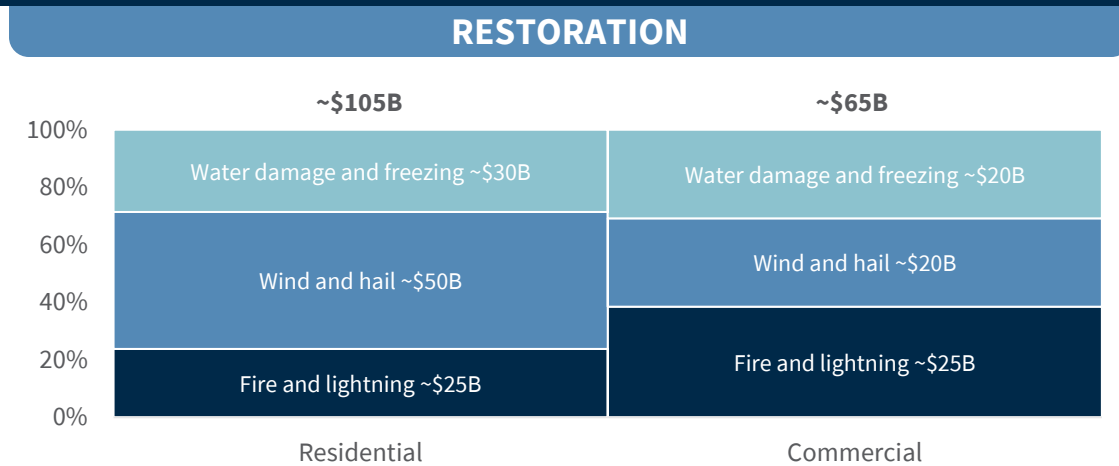 RESTORATION
~$105B
~$65B
100%
80%
60%
40%
20%
0%
Water damage and freezing ~$30B
Water damage and freezing ~$20B
Wind and hail ~$50B
Wind and hail ~$20B
Fire and lightning ~$25B
Fire and lightning ~$25B
Residential
Commercial